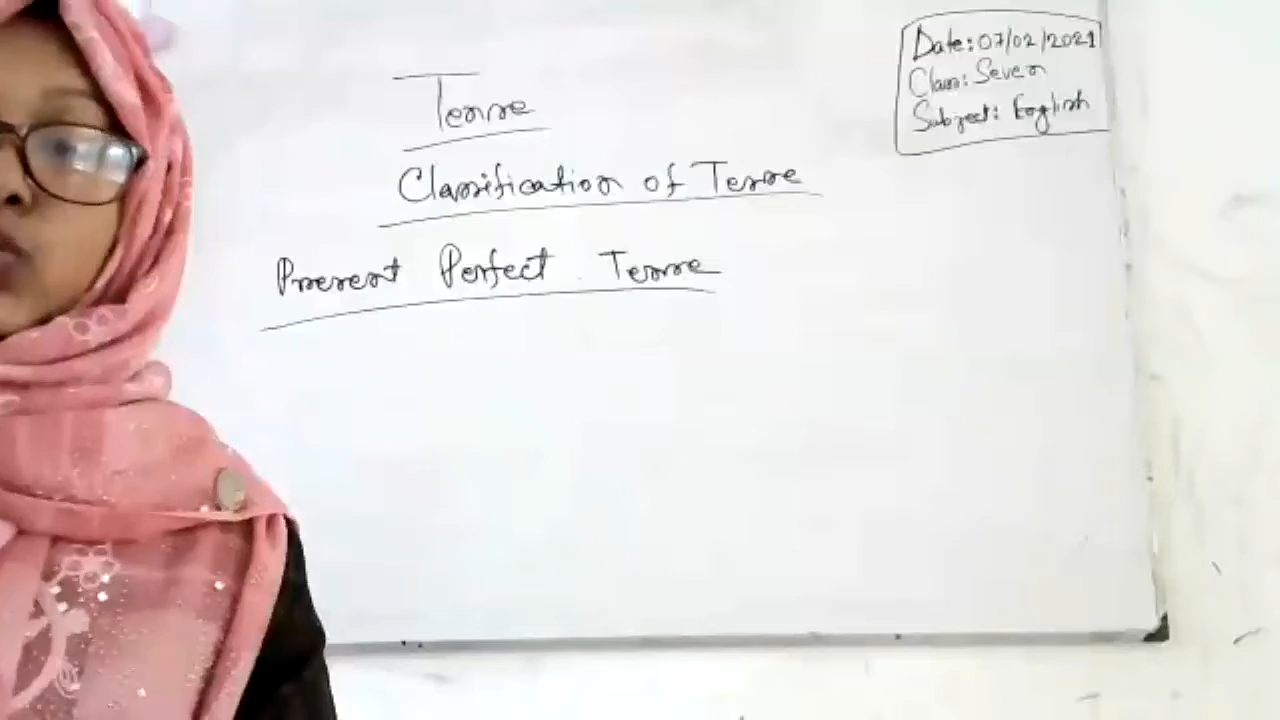 Tense
Classification of Tense
Present Perfect Tense
Date: 07/02/2021
Class: Seven
Subject: English